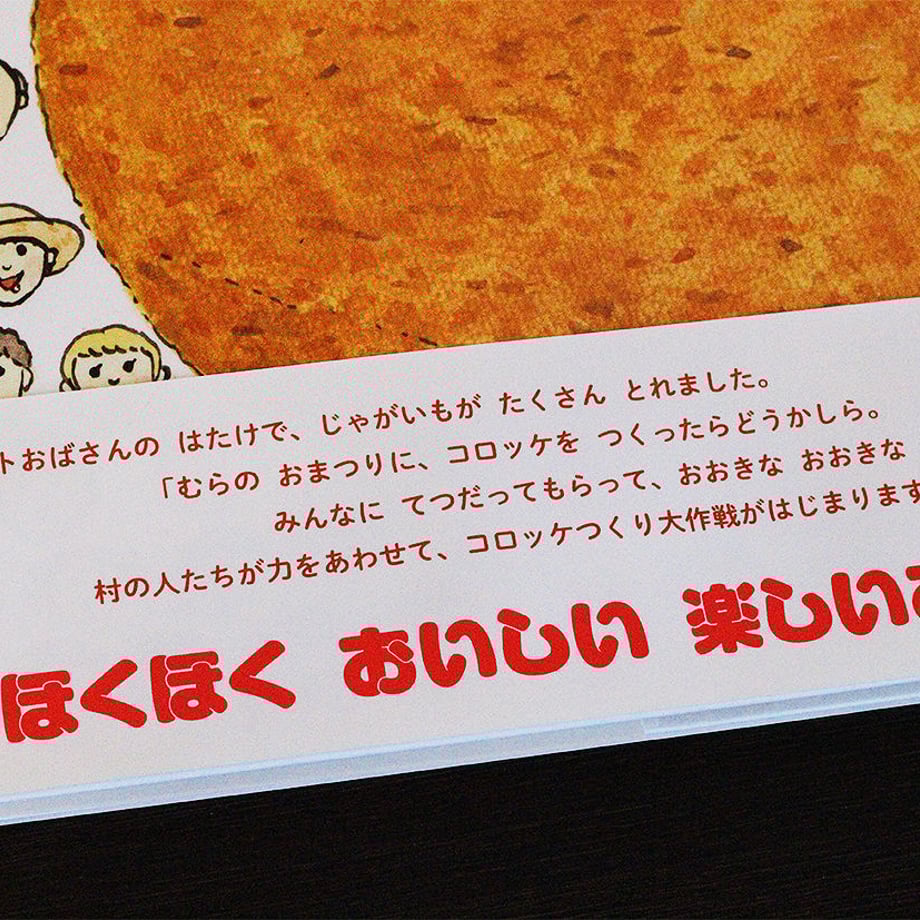 トおばさんの はたけで、じゃがいもが たくさん とれました。
「むらの おまつりに、コロッケを つくったらどうかしら。
みんなに てつだってもらって、おおきな おおきな
村の人たちが力をあわせて、コロッケつくり大作戦がはじまります
ほくほく おいしい 楽しい